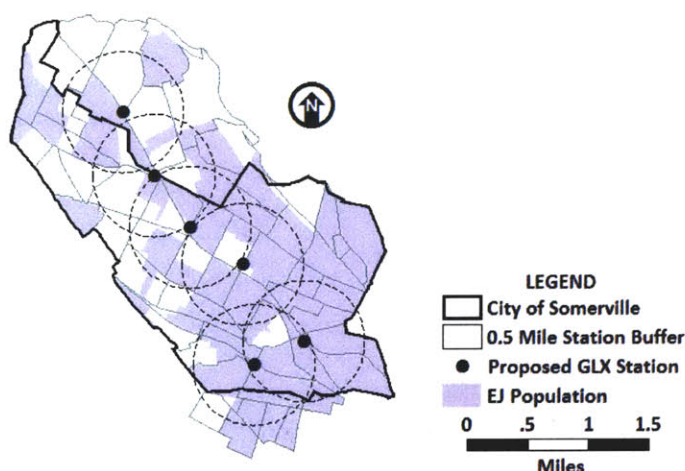 N
LEGEND
City of Somerville
0.5 Mile Station Buffer
Proposed GLX Station
EJ Population
0 .5 1 1.5
Miles